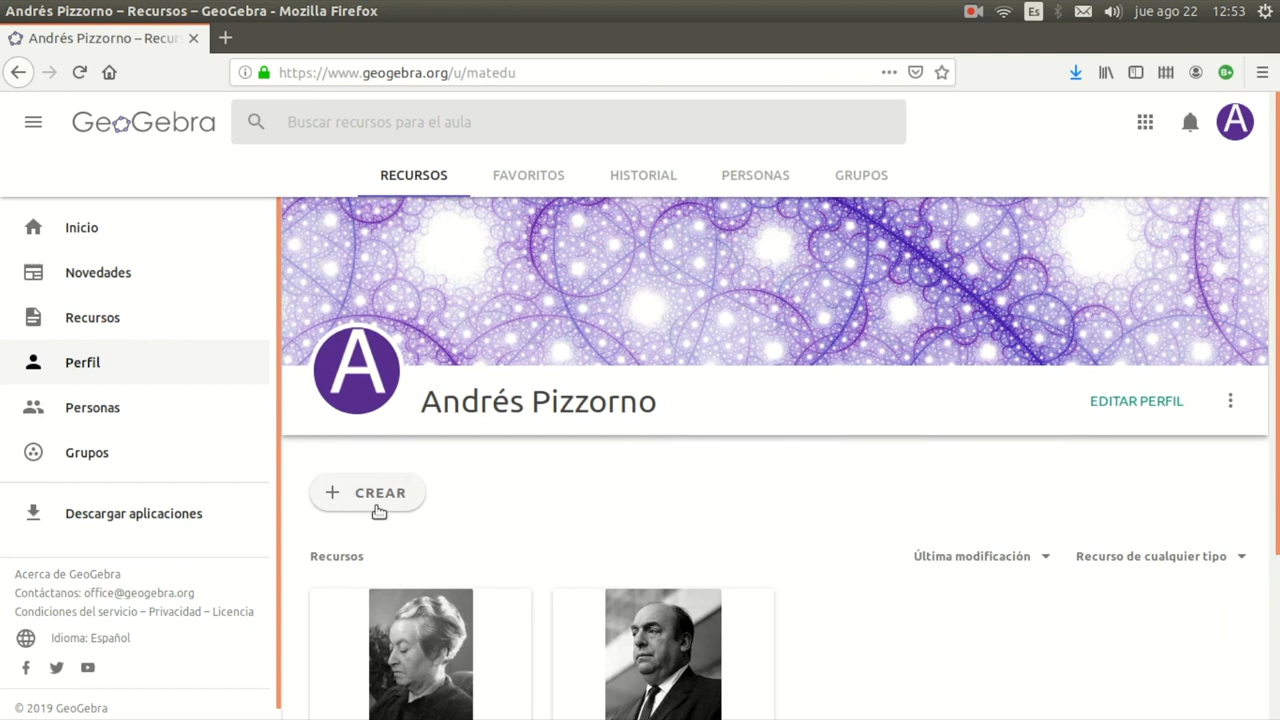 Andrés Pizzorno – Recursos – GeoGebra - Mozilla Firefox
Es
jue ago 22
12:53
Andrés Pizzorno – Recur
https://www.geogebra.org/u/matedu
B+
GeoGebra
Buscar recursos para el aula
A
RECURSOS
FAVORITOS
HISTORIAL
PERSONAS
GRUPOS
Inicio
Novedades
Recursos
Perfil
Personas
Grupos
Descargar aplicaciones
Acerca de GeoGebra
Contáctanos: office@geogebra.org
Condiciones del servicio – Privacidad – Licencia
Idioma: Español
© 2019 GeoGebra
A
Andrés Pizzorno
EDITAR PERFIL
+ CREAR
Recursos
Última modificación
Recurso de cualquier tipo